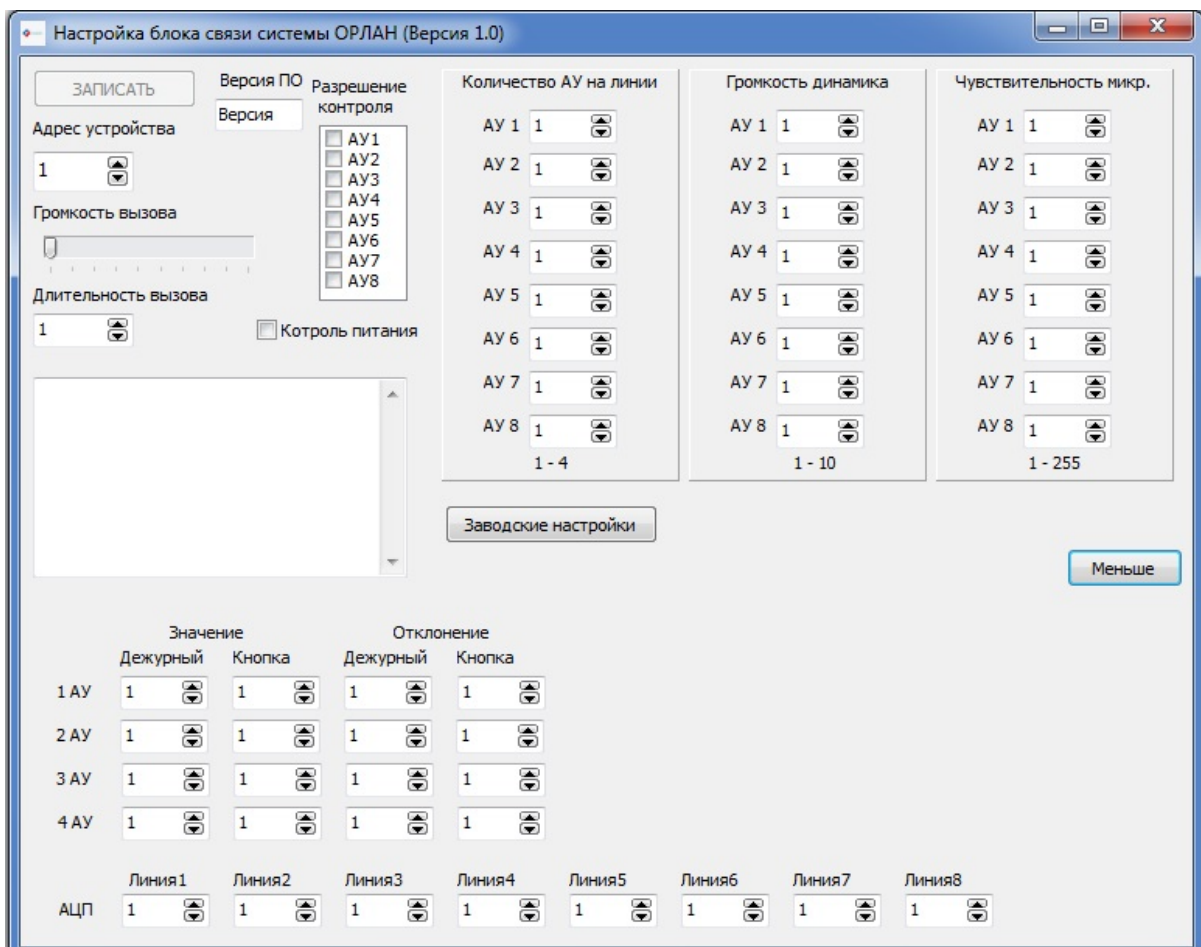 Настройка блока связи системы ОРЛАН (Версия 1.0)
ЗАПИСАТЬ
Версия ПО
Версия
Разрешение
контроля
АУ1
АУ2
АУ3
АУ4
АУ5
АУ6
АУ7
АУ8
Адрес устройства
1
Громкость вызова
Длительность вызова
1
Котроль питания
Количество АУ на линии
АУ 1 1
АУ 2 1
АУ 3 1
АУ 4 1
АУ 5 1
АУ 6 1
АУ 7 1
АУ 8 1
1 - 4
Громкость динамика
АУ 1 1
АУ 2 1
АУ 3 1
АУ 4 1
АУ 5 1
АУ 6 1
АУ 7 1
АУ 8 1
1 - 10
Чувствительность микр.
АУ 1 1
АУ 2 1
АУ 3 1
АУ 4 1
АУ 5 1
АУ 6 1
АУ 7 1
АУ 8 1
1 - 255
Заводские настройки
Меньше
Значение Отклонение
Дежурный Кнопка Дежурный Кнопка
1 АУ 1 1 1 1
2 АУ 1 1 1 1
3 АУ 1 1 1 1
4 АУ 1 1 1 1
Линия1 Линия2 Линия3 Линия4 Линия5 Линия6 Линия7 Линия8
АЦП 1 1 1 1 1 1 1 1